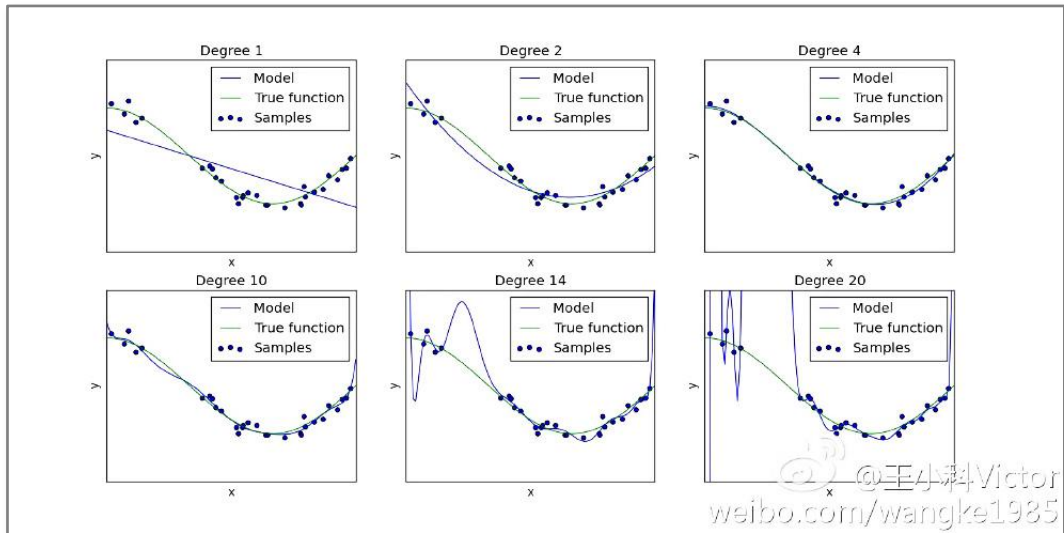 Degree 1
Model
True function
Samples
y
x
Degree 2
Model
True function
Samples
y
x
Degree 4
Model
True function
Samples
y
x
Degree 10
Model
True function
Samples
y
x
Degree 14
Model
True function
Samples
y
x
Degree 20
Model
True function
Samples
y
x
@王小科Victor
weibo.com/wangke1985